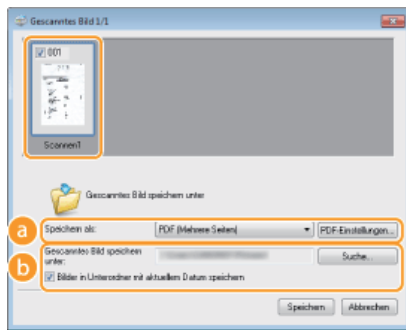 Gescanntes Bild 1/1
001
Scannen1
Gescanntes Bild speichern unter
a
Speichern als:
PDF (Mehrere Seiten)
PDF-Einstellungen...
b
Gescanntes Bild speichern
unter:
Suche...
Bilder in Unterordner mit aktuellem Datum speichern
Speichern
Abbrechen